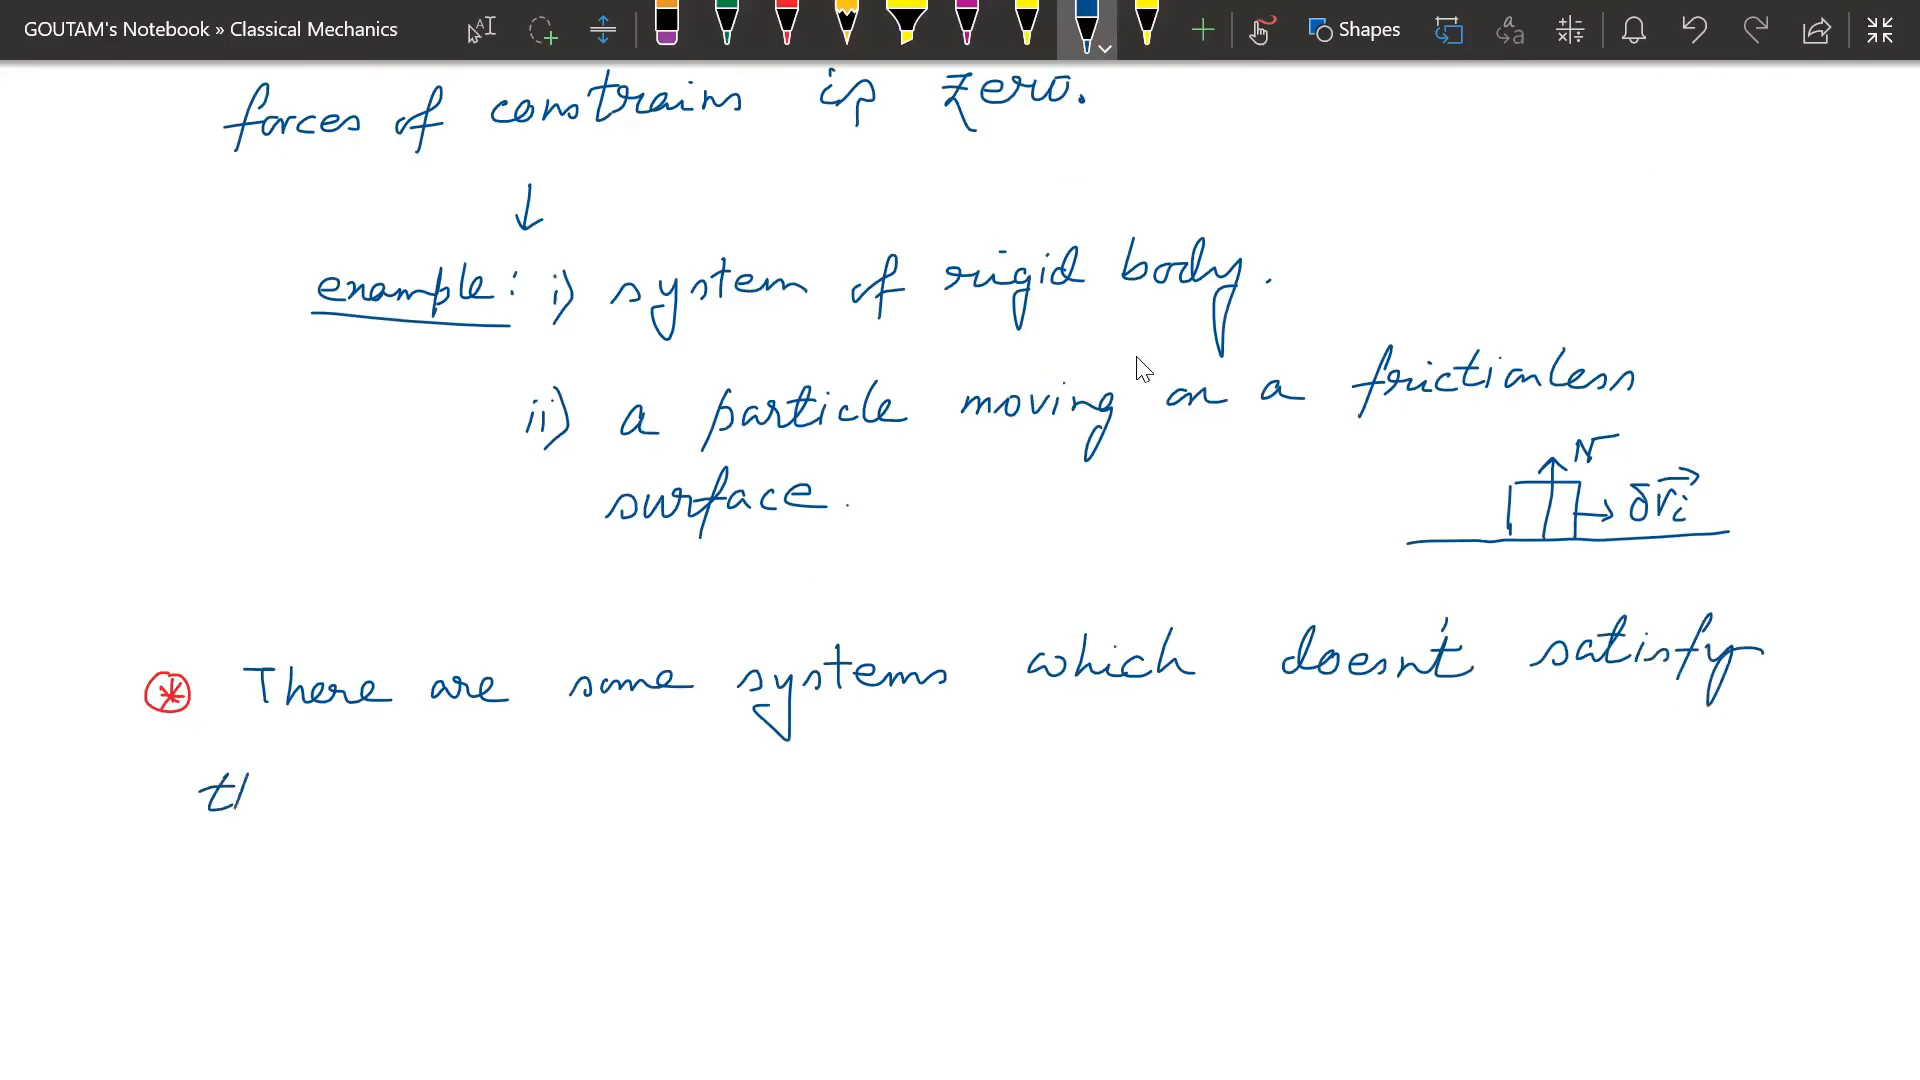 GOUTAM's Notebook » Classical Mechanics
Shapes
forces of constrains is zero.
↓
example: i) system of rigid body.
ii) a particle moving on a frictionless
surface.
N
δr⃗i
⊛ There are some systems which doesn't satisfy
th